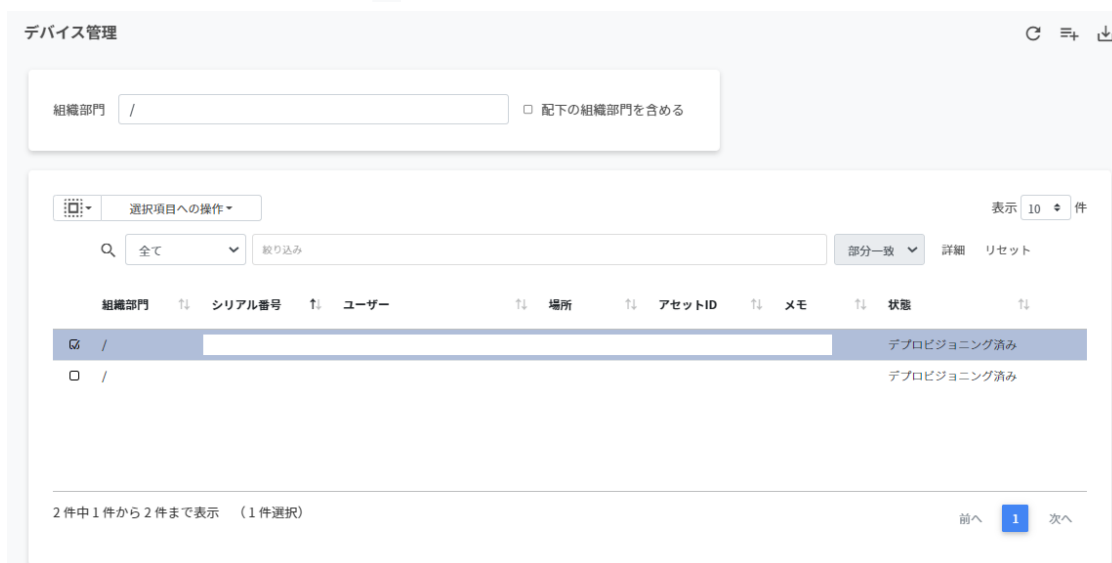 デバイス管理
組織部門 / 配下の組織部門を含める
選択項目への操作 表示 10 件
全て 絞り込み 部分一致 詳細 リセット
組織部門 シリアル番号 ユーザー 場所 アセットID メモ 状態
/ デプロビジョニング済み
/ デプロビジョニング済み
2 件中 1 件から 2 件まで表示 （1 件選択）
前へ 1 次へ